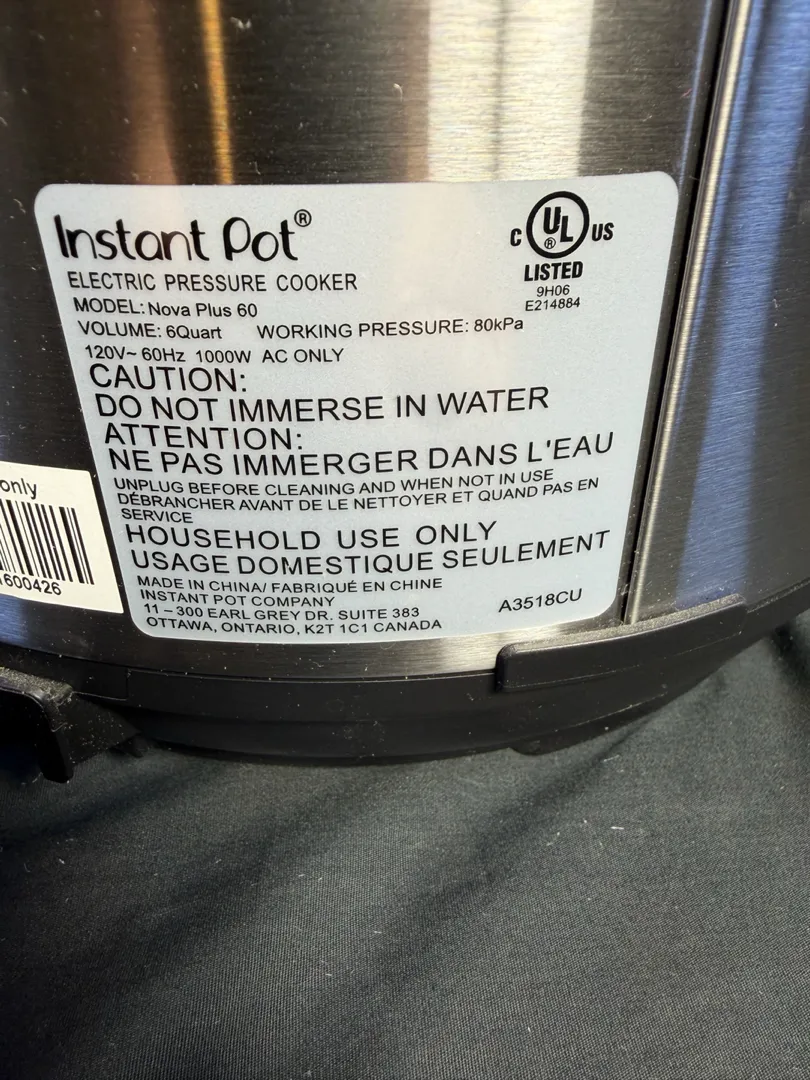 Instant Pot®
ELECTRIC PRESSURE COOKER
MODEL: Nova Plus 60
VOLUME: 6Quart WORKING PRESSURE: 80kPa
120V~ 60Hz 1000W AC ONLY
C UL® US
LISTED
9H06
E214884
CAUTION:
DO NOT IMMERSE IN WATER
ATTENTION:
NE PAS IMMERGER DANS L'EAU
UNPLUG BEFORE CLEANING AND WHEN NOT IN USE
DÉBRANCHER AVANT DE LE NETTOYER ET QUAND PAS EN
SERVICE
HOUSEHOLD USE ONLY
USAGE DOMESTIQUE SEULEMENT
MADE IN CHINA/ FABRIQUÉ EN CHINE
INSTANT POT COMPANY
11 – 300 EARL GREY DR. SUITE 383
OTTAWA, ONTARIO, K2T 1C1 CANADA
A3518CU
only
600426